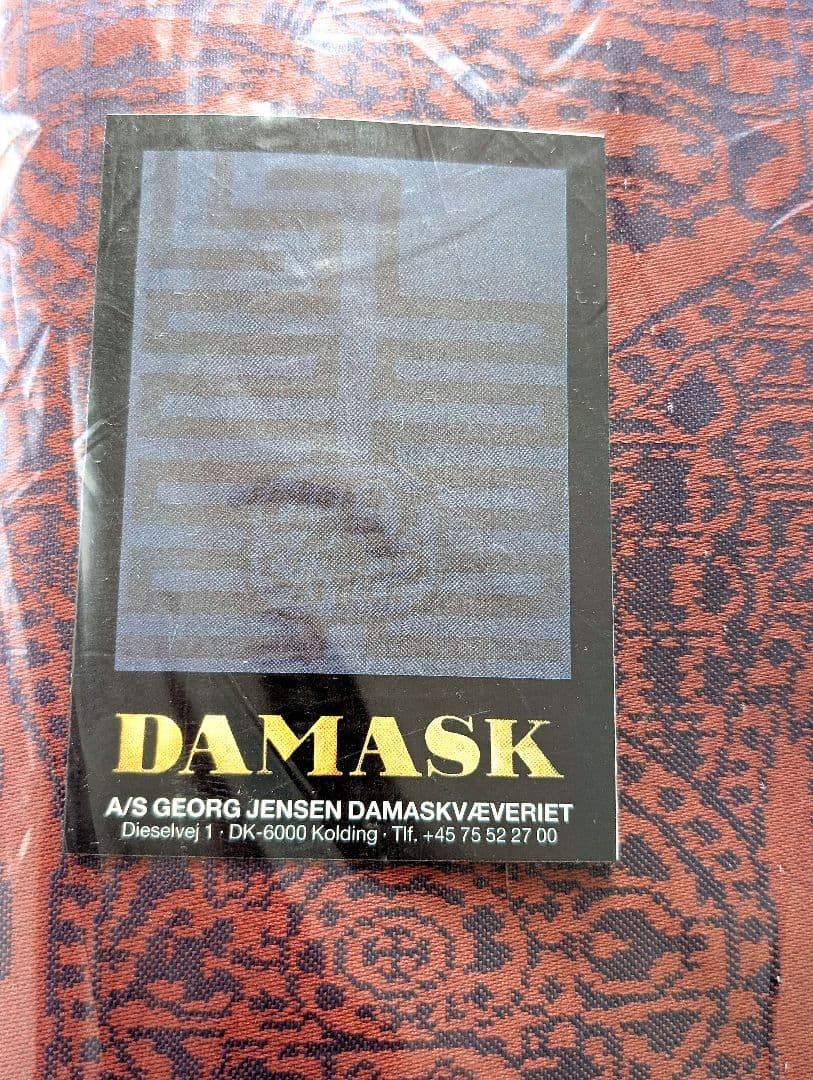 DAMASK
A/S GEORG JENSEN DAMASKVÆVERIET
Dieselvej 1 · DK-6000 Kolding · Tlf. +45 75 52 27 00